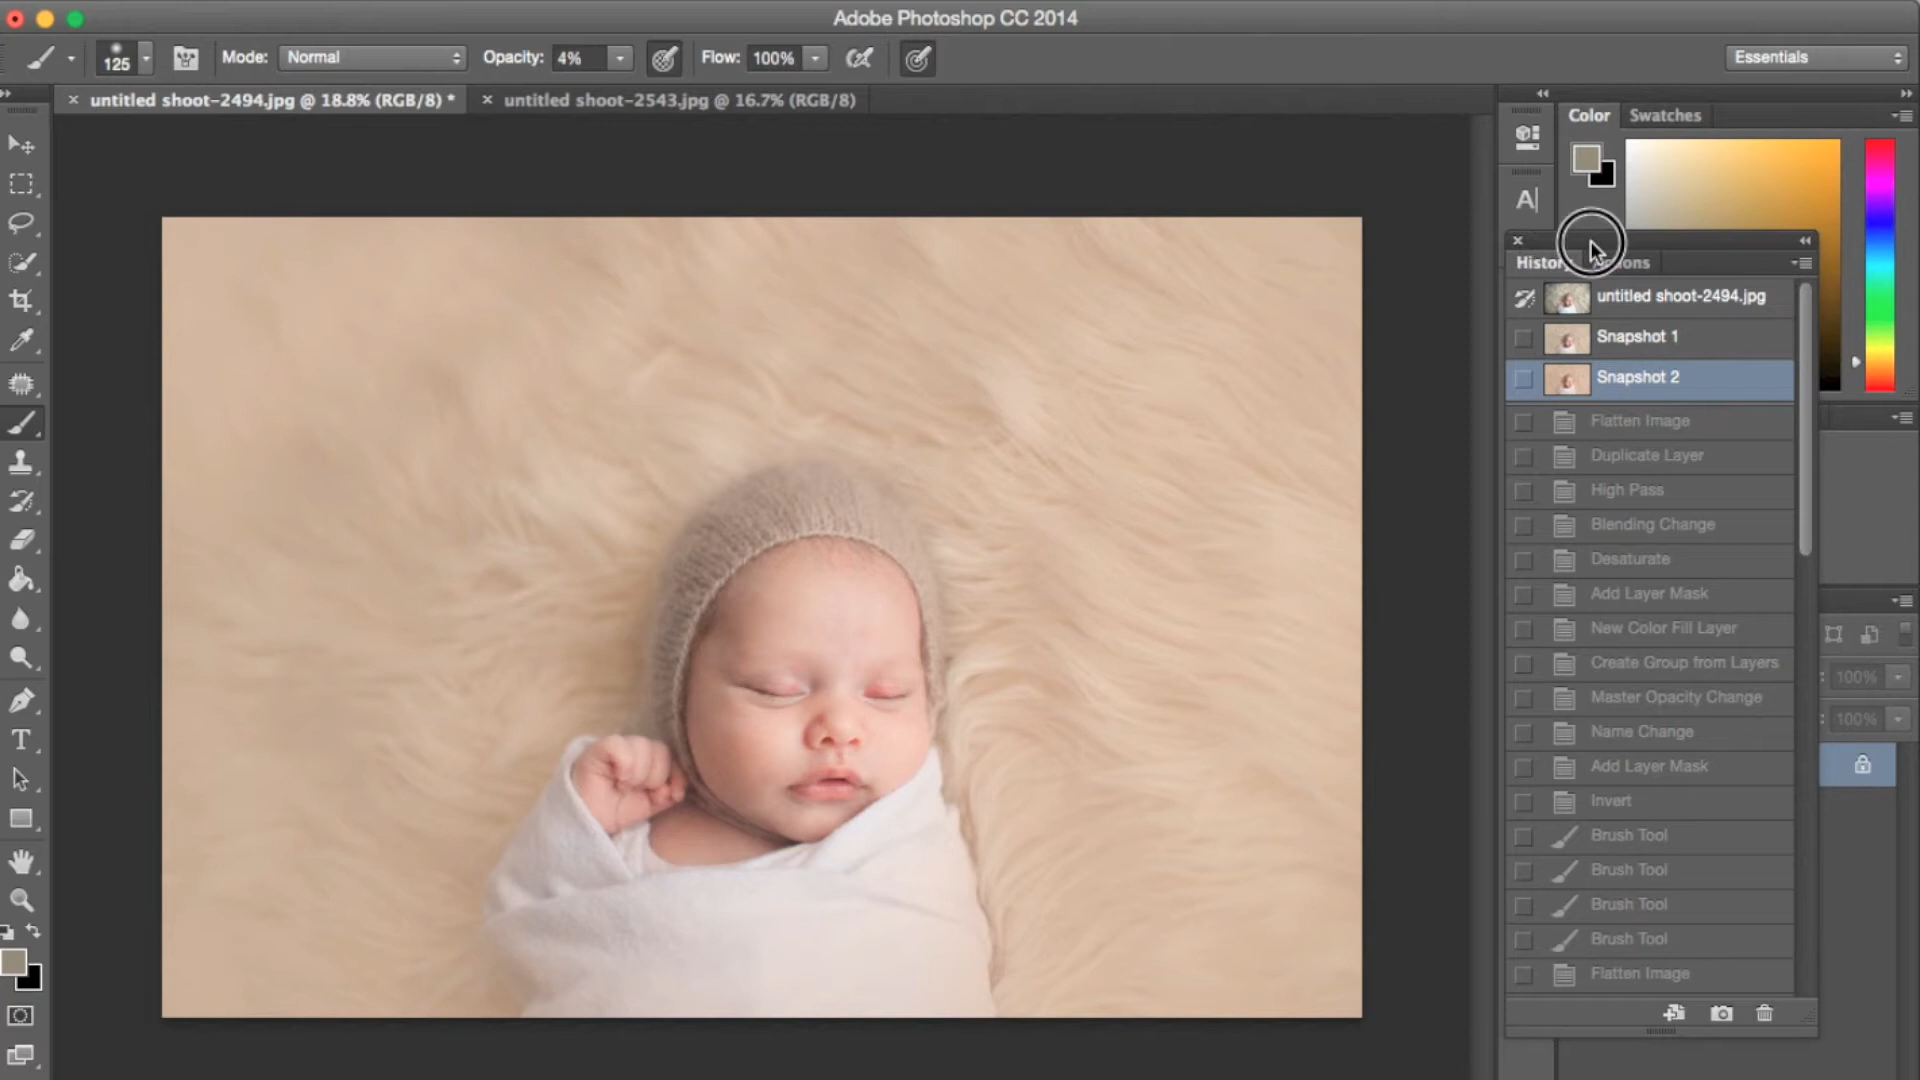 Adobe Photoshop CC 2014
125 Mode: Normal Opacity: 4% Flow: 100% Essentials
untitled shoot-2494.jpg @ 18.8% (RGB/8) * untitled shoot-2543.jpg @ 16.7% (RGB/8)
Color Swatches
A|
History
untitled shoot-2494.jpg
Snapshot 1
Snapshot 2
Flatten Image
Duplicate Layer
High Pass
Blending Change
Desaturate
Add Layer Mask
New Color Fill Layer
Create Group from Layers
100%
Master Opacity Change
100%
Name Change
Add Layer Mask
Invert
Brush Tool
Brush Tool
Brush Tool
Brush Tool
Flatten Image
T